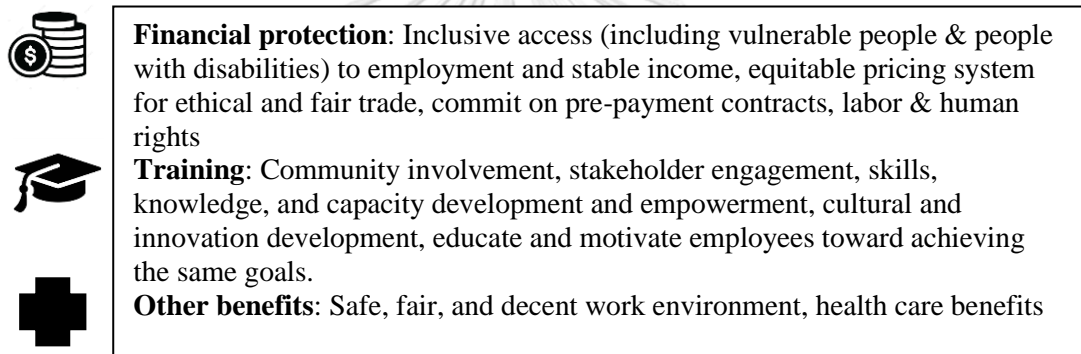 Financial protection: Inclusive access (including vulnerable people & people
with disabilities) to employment and stable income, equitable pricing system
for ethical and fair trade, commit on pre-payment contracts, labor & human
rights
Training: Community involvement, stakeholder engagement, skills,
knowledge, and capacity development and empowerment, cultural and
innovation development, educate and motivate employees toward achieving
the same goals.
Other benefits: Safe, fair, and decent work environment, health care benefits